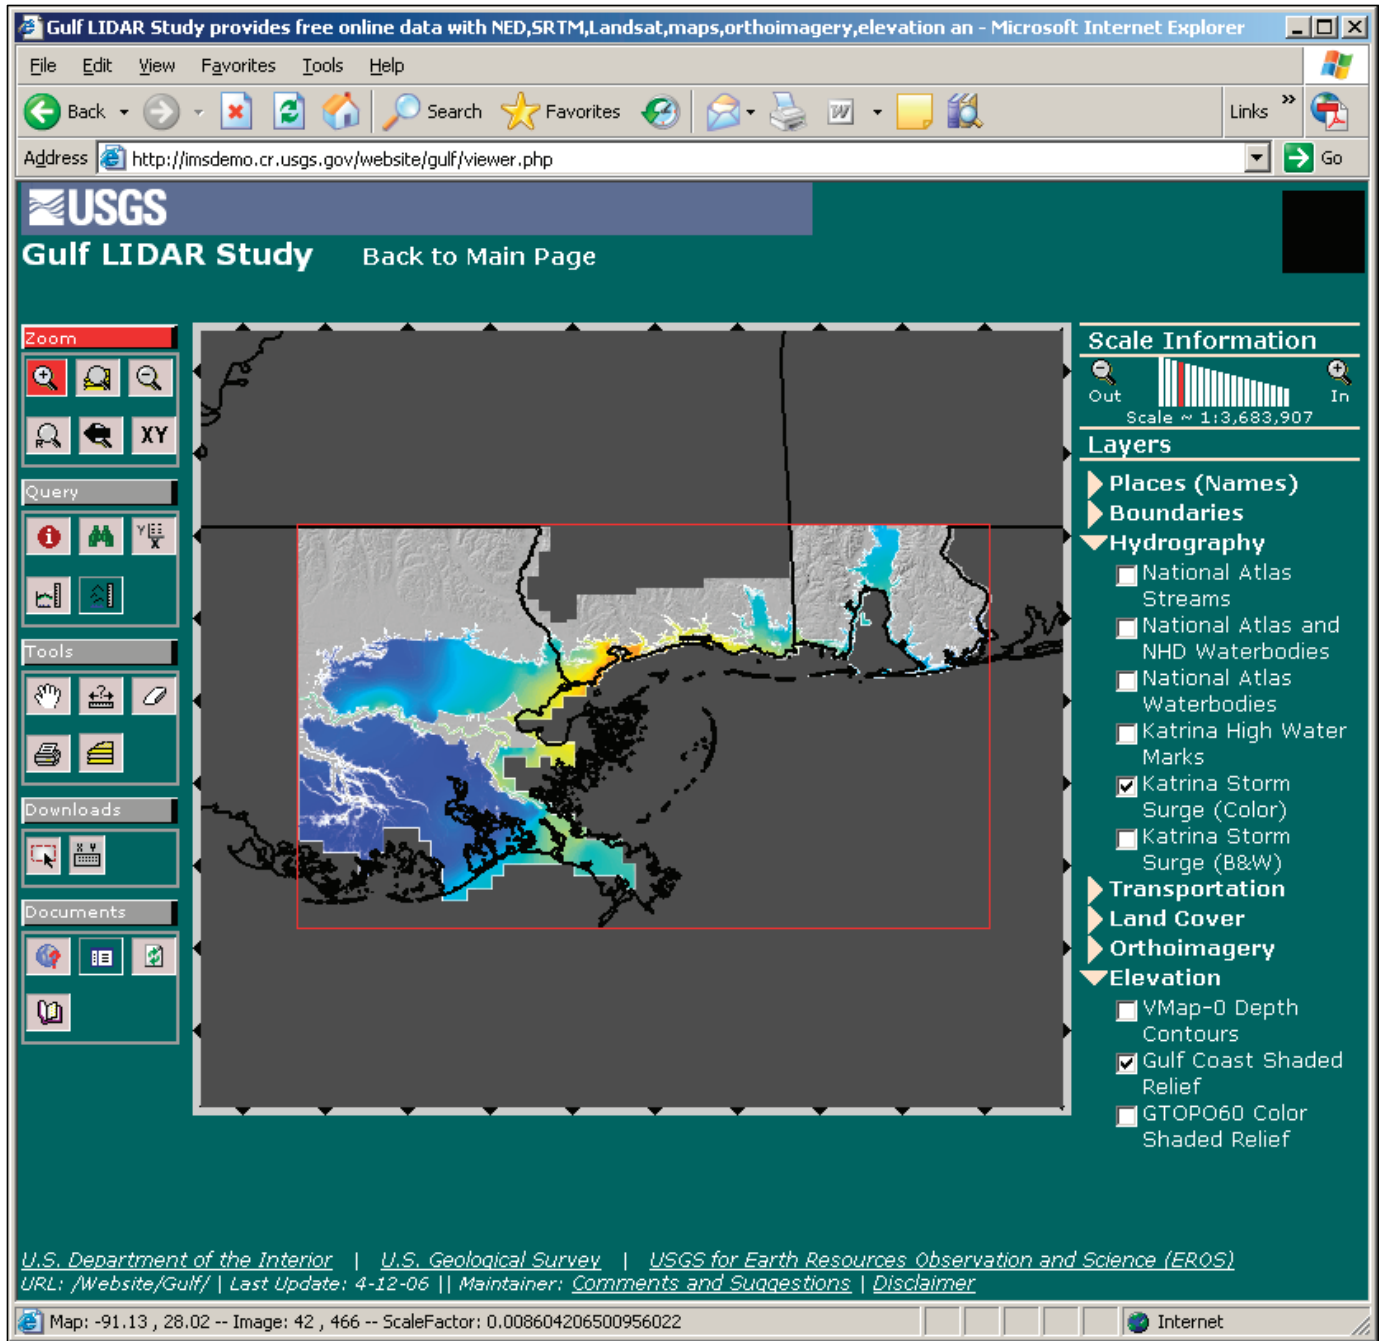 Gulf LIDAR Study provides free online data with NED,SRTM,Landsat,maps,orthoimagery,elevation an - Microsoft Internet Explorer
File Edit View Favorites Tools Help
Back Search Favorites Links »
Address http://imsdemo.cr.usgs.gov/website/gulf/viewer.php Go
USGS
Gulf LIDAR Study Back to Main Page
Zoom
XY
Query
Tools
Downloads
X Y
Documents
Scale Information
Out In
Scale ~ 1:3,683,907
Layers
Places (Names)
Boundaries
Hydrography
National Atlas
Streams
National Atlas and
NHD Waterbodies
National Atlas
Waterbodies
Katrina High Water
Marks
Katrina Storm
Surge (Color)
Katrina Storm
Surge (B&W)
Transportation
Land Cover
Orthoimagery
Elevation
VMap-0 Depth
Contours
Gulf Coast Shaded
Relief
GTOPO60 Color
Shaded Relief
U.S. Department of the Interior | U.S. Geological Survey | USGS for Earth Resources Observation and Science (EROS)
URL: /Website/Gulf/ | Last Update: 4-12-06 || Maintainer: Comments and Suggestions | Disclaimer
Map: -91.13 , 28.02 -- Image: 42 , 466 -- ScaleFactor: 0.008604206500956022 Internet